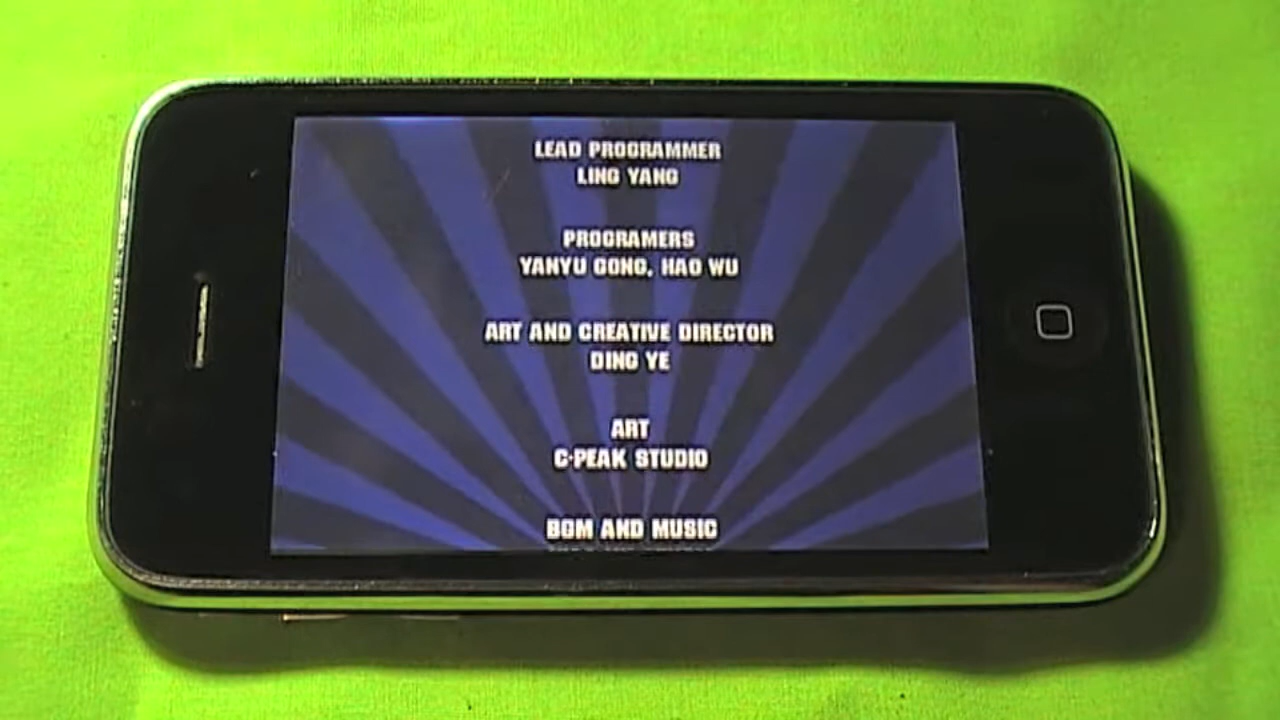 LEAD PROGRAMMER
LING YANG
PROGRAMERS
YANYU GONG, HAO WU
ART AND CREATIVE DIRECTOR
DING YE
ART
C-PEAK STUDIO
BGM AND MUSIC